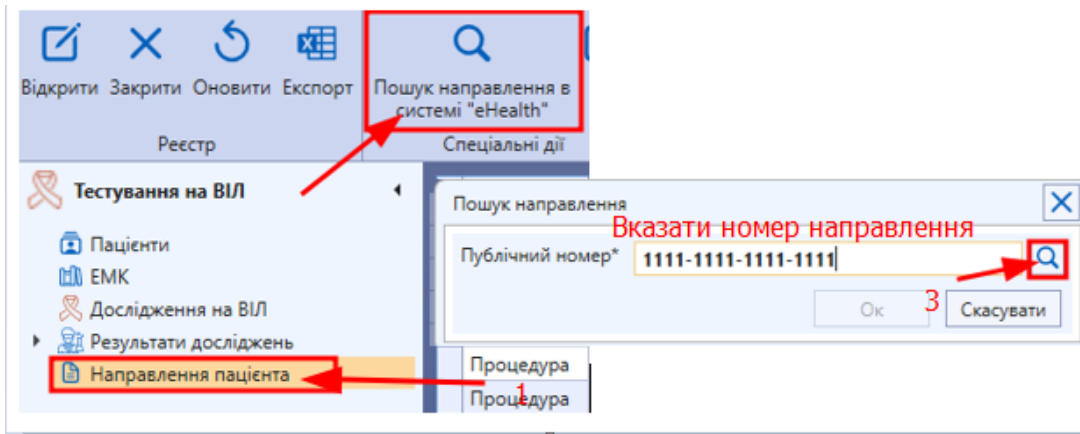 Відкрити Закрити Оновити Експорт
Пошук направлення в
системі "eHealth"
Реєстр
Спеціальні дії
Тестування на ВІЛ
Пацієнти
ЕМК
Дослідження на ВІЛ
Результати досліджень
Направлення пацієнта
1
Пошук направлення
Вказати номер направлення
Публічний номер* 1111-1111-1111-1111
3
Ок Скасувати
Процедура
Процедура